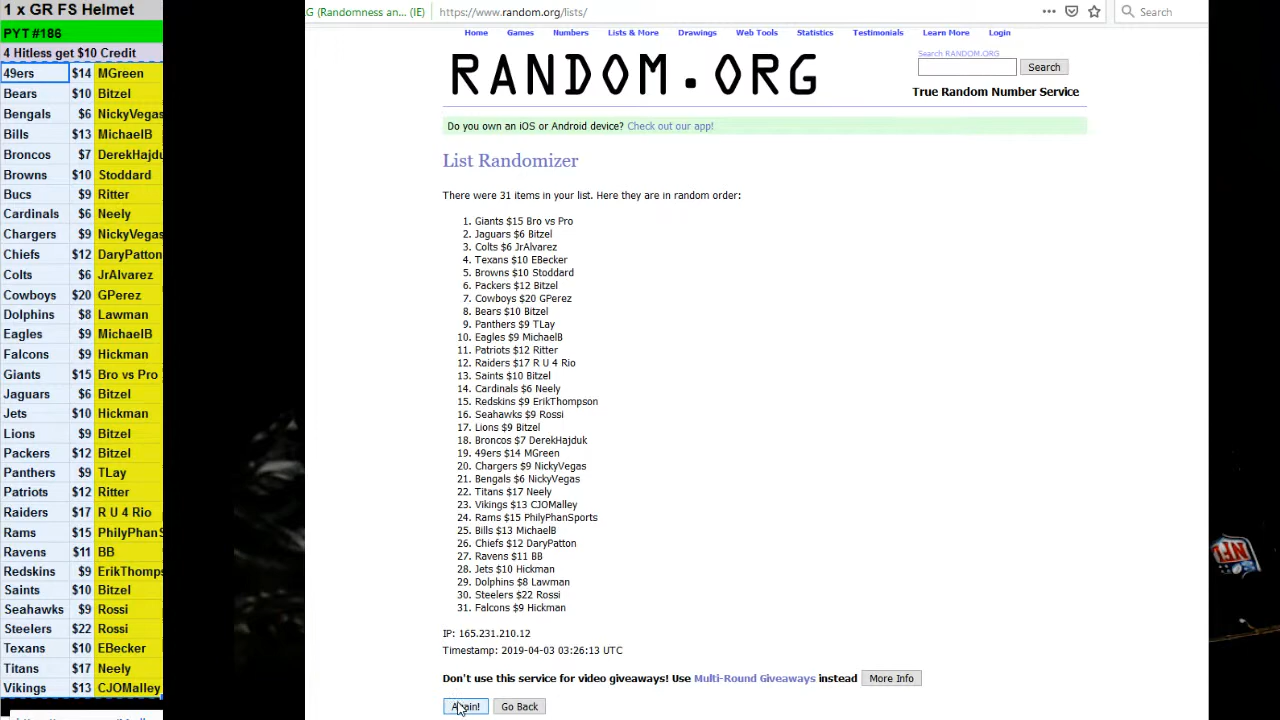 1 x GR FS Helmet
PYT #186
4 Hitless get $10 Credit
49ers $14 MGreen
Bears $10 Bitzel
Bengals $6 NickyVegas
Bills $13 MichaelB
Broncos $7 DerekHajdu
Browns $10 Stoddard
Bucs $9 Ritter
Cardinals $6 Neely
Chargers $9 NickyVegas
Chiefs $12 DaryPatton
Colts $6 JrAlvarez
Cowboys $20 GPerez
Dolphins $8 Lawman
Eagles $9 MichaelB
Falcons $9 Hickman
Giants $15 Bro vs Pro
Jaguars $6 Bitzel
Jets $10 Hickman
Lions $9 Bitzel
Packers $12 Bitzel
Panthers $9 TLay
Patriots $12 Ritter
Raiders $17 R U 4 Rio
Rams $15 PhilyPhanS
Ravens $11 BB
Redskins $9 ErikThomps
Saints $10 Bitzel
Seahawks $9 Rossi
Steelers $22 Rossi
Texans $10 EBecker
Titans $17 Neely
Vikings $13 CJOMalley
G (Randomness an... (IE) https://www.random.org/lists/ ••• Search
Home Games Numbers Lists & More Drawings Web Tools Statistics Testimonials Learn More Login
RANDOM.ORG
Search RANDOM.ORG
Search
True Random Number Service
Do you own an iOS or Android device? Check out our app!
List Randomizer
There were 31 items in your list. Here they are in random order:
1. Giants $15 Bro vs Pro
2. Jaguars $6 Bitzel
3. Colts $6 JrAlvarez
4. Texans $10 EBecker
5. Browns $10 Stoddard
6. Packers $12 Bitzel
7. Cowboys $20 GPerez
8. Bears $10 Bitzel
9. Panthers $9 TLay
10. Eagles $9 MichaelB
11. Patriots $12 Ritter
12. Raiders $17 R U 4 Rio
13. Saints $10 Bitzel
14. Cardinals $6 Neely
15. Redskins $9 ErikThompson
16. Seahawks $9 Rossi
17. Lions $9 Bitzel
18. Broncos $7 DerekHajduk
19. 49ers $14 MGreen
20. Chargers $9 NickyVegas
21. Bengals $6 NickyVegas
22. Titans $17 Neely
23. Vikings $13 CJOMalley
24. Rams $15 PhilyPhanSports
25. Bills $13 MichaelB
26. Chiefs $12 DaryPatton
27. Ravens $11 BB
28. Jets $10 Hickman
29. Dolphins $8 Lawman
30. Steelers $22 Rossi
31. Falcons $9 Hickman
IP: 165.231.210.12
Timestamp: 2019-04-03 03:26:13 UTC
Don't use this service for video giveaways! Use Multi-Round Giveaways instead More Info
Again! Go Back
NFL